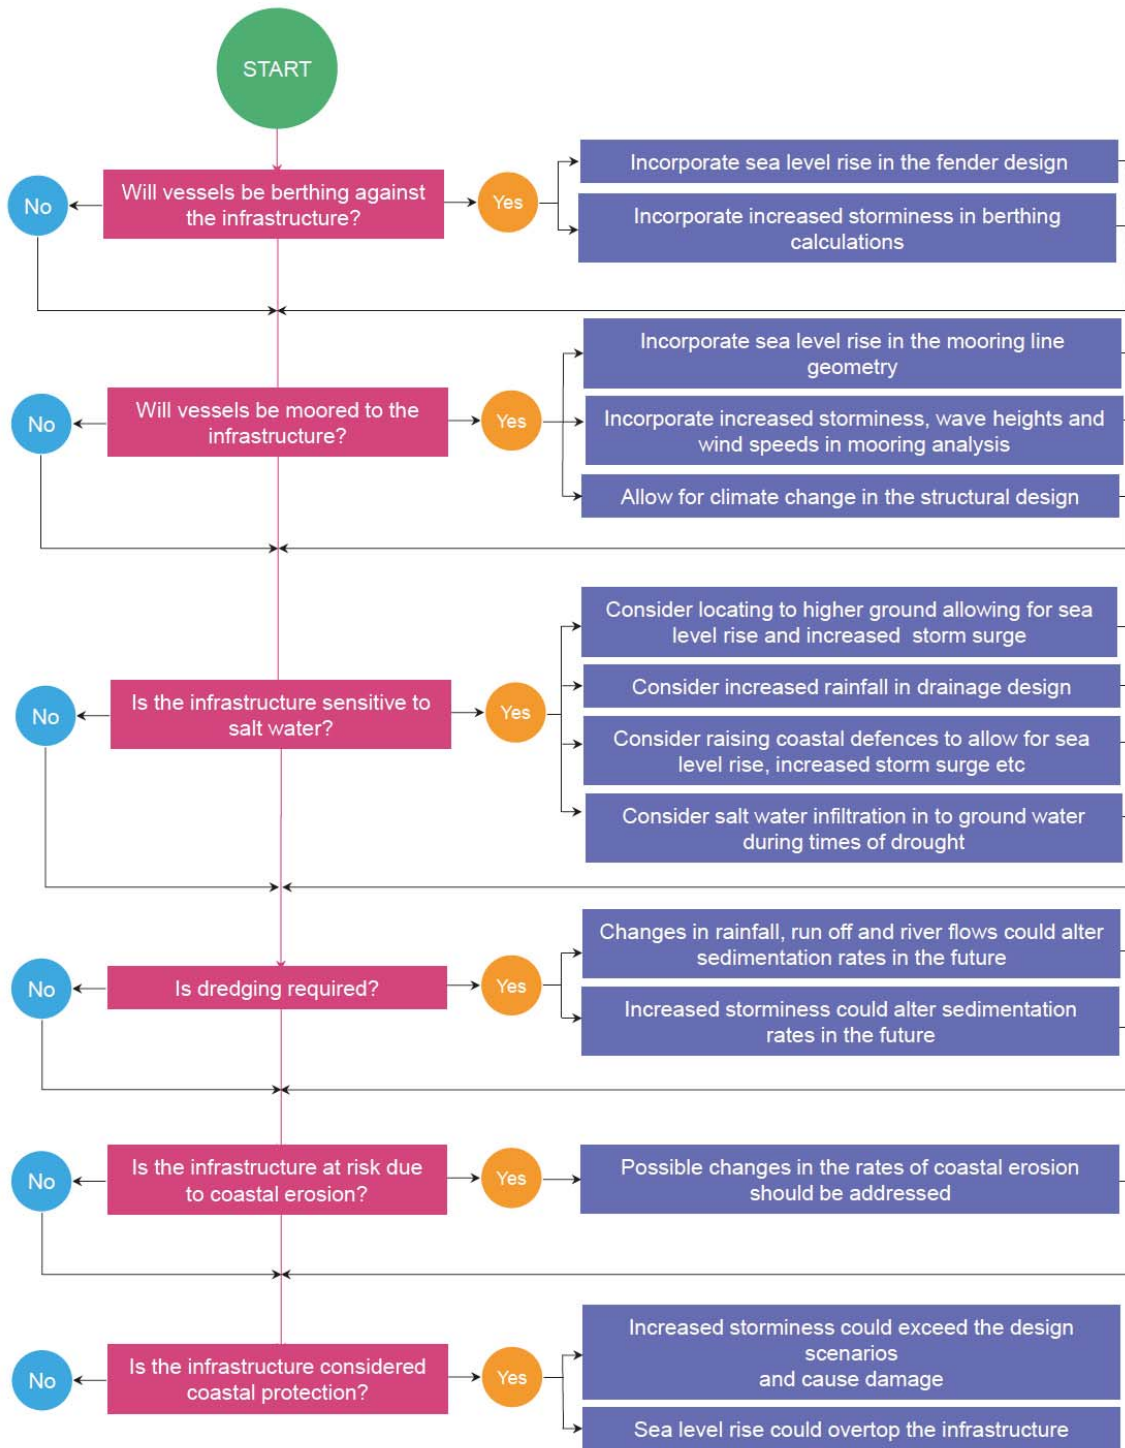 START
Will vessels be berthing against
the infrastructure?
No
Yes
Incorporate sea level rise in the fender design
Incorporate increased storminess in berthing
calculations
Will vessels be moored to the
infrastructure?
No
Yes
Incorporate sea level rise in the mooring line
geometry
Incorporate increased storminess, wave heights and
wind speeds in mooring analysis
Allow for climate change in the structural design
Is the infrastructure sensitive to
salt water?
No
Yes
Consider locating to higher ground allowing for sea
level rise and increased storm surge
Consider increased rainfall in drainage design
Consider raising coastal defences to allow for sea
level rise, increased storm surge etc
Consider salt water infiltration in to ground water
during times of drought
Is dredging required?
No
Yes
Changes in rainfall, run off and river flows could alter
sedimentation rates in the future
Increased storminess could alter sedimentation
rates in the future
Is the infrastructure at risk due
to coastal erosion?
No
Yes
Possible changes in the rates of coastal erosion
should be addressed
Is the infrastructure considered
coastal protection?
No
Yes
Increased storminess could exceed the design
scenarios
and cause damage
Sea level rise could overtop the infrastructure